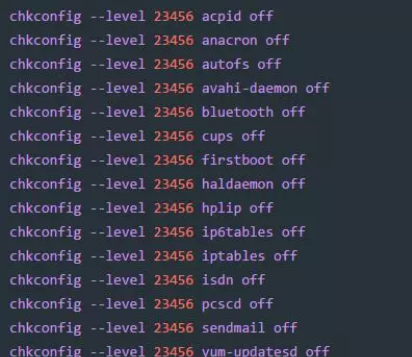 chkconfig --level 23456 acpid off
chkconfig --level 23456 anacron off
chkconfig --level 23456 autofs off
chkconfig --level 23456 avahi-daemon off
chkconfig --level 23456 bluetooth off
chkconfig --level 23456 cups off
chkconfig --level 23456 firstboot off
chkconfig --level 23456 haldaemon off
chkconfig --level 23456 hplip off
chkconfig --level 23456 ip6tables off
chkconfig --level 23456 iptables off
chkconfig --level 23456 isdn off
chkconfig --level 23456 pcscd off
chkconfig --level 23456 sendmail off
chkconfig --level 23456 yum-updatesd off